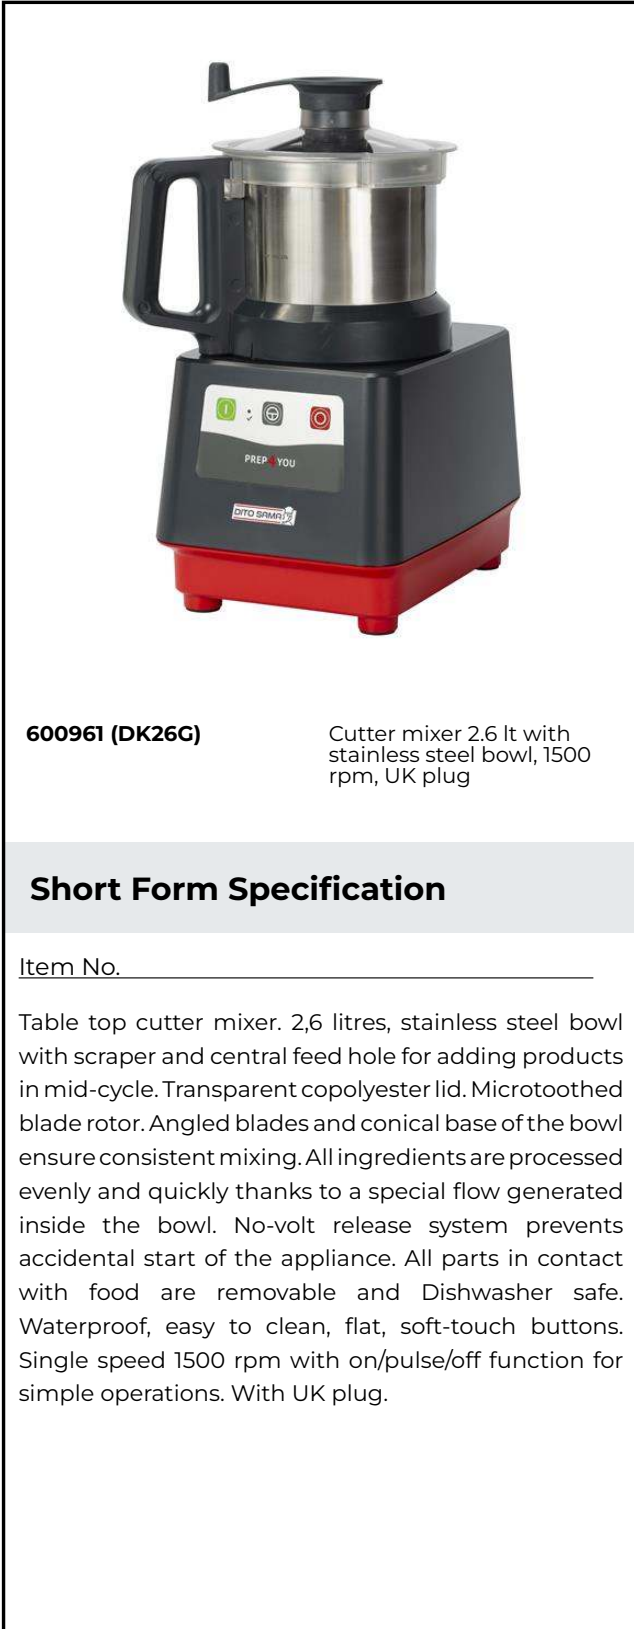 PREP4YOU
DITO SAMA
600961 (DK26G)
Cutter mixer 2.6 lt with
stainless steel bowl, 1500
rpm, UK plug
Short Form Specification
Item No.
Table top cutter mixer. 2,6 litres, stainless steel bowl
with scraper and central feed hole for adding products
in mid-cycle. Transparent copolyester lid. Microtoothed
blade rotor. Angled blades and conical base of the bowl
ensure consistent mixing. All ingredients are processed
evenly and quickly thanks to a special flow generated
inside the bowl. No-volt release system prevents
accidental start of the appliance. All parts in contact
with food are removable and Dishwasher safe.
Waterproof, easy to clean, flat, soft-touch buttons.
Single speed 1500 rpm with on/pulse/off function for
simple operations. With UK plug.